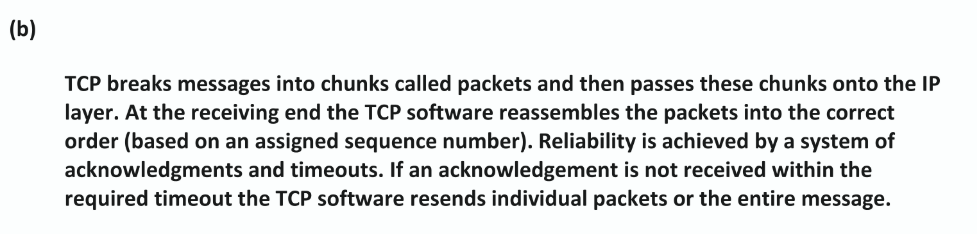 (b)
TCP breaks messages into chunks called packets and then passes these chunks onto the IP
layer. At the receiving end the TCP software reassembles the packets into the correct
order (based on an assigned sequence number). Reliability is achieved by a system of
acknowledgments and timeouts. If an acknowledgement is not received within the
required timeout the TCP software resends individual packets or the entire message.